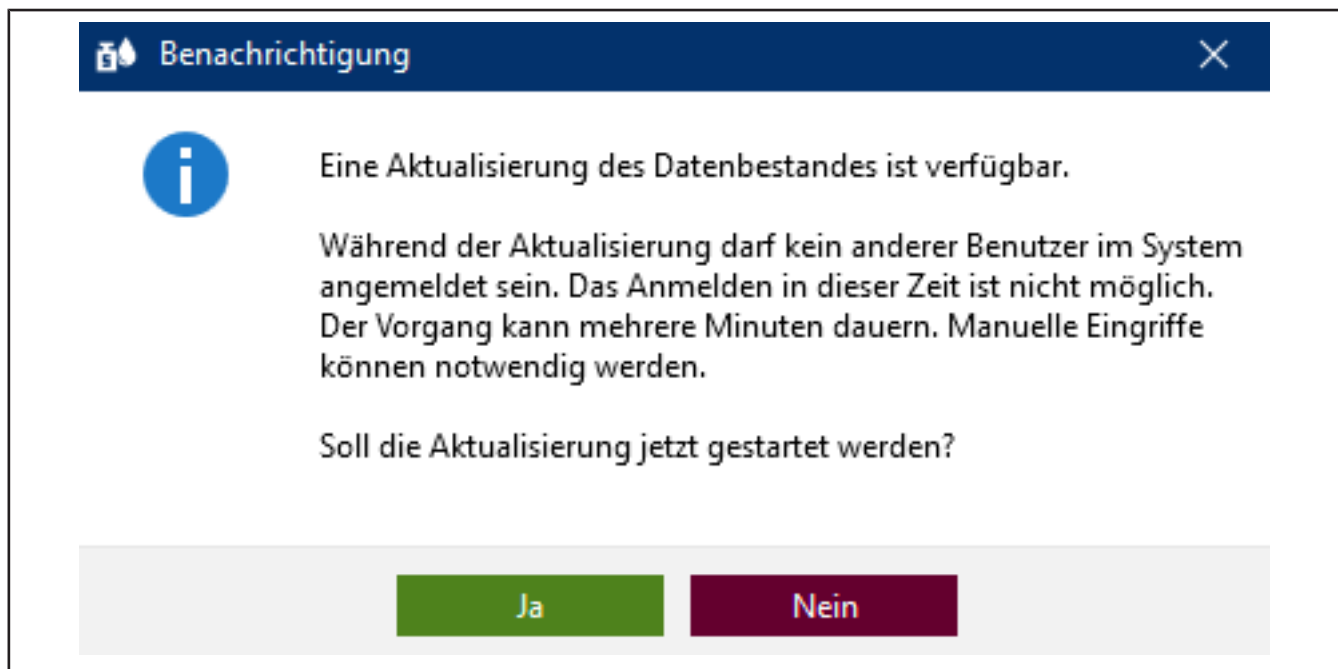 Benachrichtigung
Eine Aktualisierung des Datenbestandes ist verfügbar.
Während der Aktualisierung darf kein anderer Benutzer im System
angemeldet sein. Das Anmelden in dieser Zeit ist nicht möglich.
Der Vorgang kann mehrere Minuten dauern. Manuelle Eingriffe
können notwendig werden.
Soll die Aktualisierung jetzt gestartet werden?
Ja
Nein